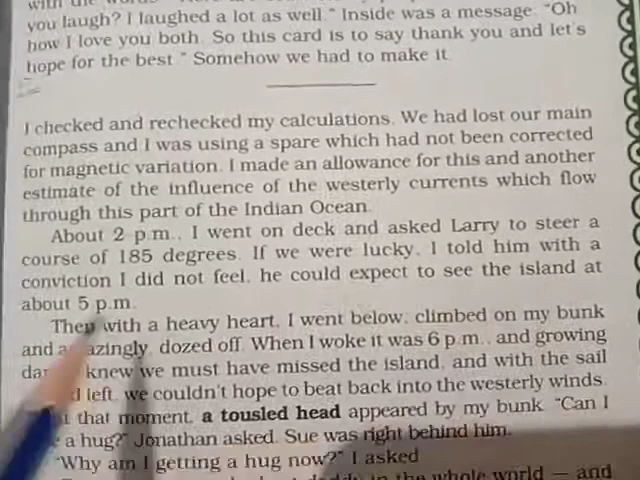 you laugh? I laughed a lot as well." Inside was a message. "Oh
how I love you both. So this card is to say thank you and let's
hope for the best." Somehow we had to make it.
I checked and rechecked my calculations. We had lost our main
compass and I was using a spare which had not been corrected
for magnetic variation. I made an allowance for this and another
estimate of the influence of the westerly currents which flow
through this part of the Indian Ocean.
About 2 p.m., I went on deck and asked Larry to steer a
course of 185 degrees. If we were lucky, I told him with a
conviction I did not feel, he could expect to see the island at
about 5 p.m.
Then with a heavy heart, I went below, climbed on my bunk
and amazingly, dozed off. When I woke it was 6 p.m., and growing
knew we must have missed the island, and with the sail
left, we couldn't hope to beat back into the westerly winds.
that moment, a tousled head appeared by my bunk. "Can I
a hug?" Jonathan asked. Sue was right behind him.
"Why am I getting a hug now?" I asked
in the whole world — and